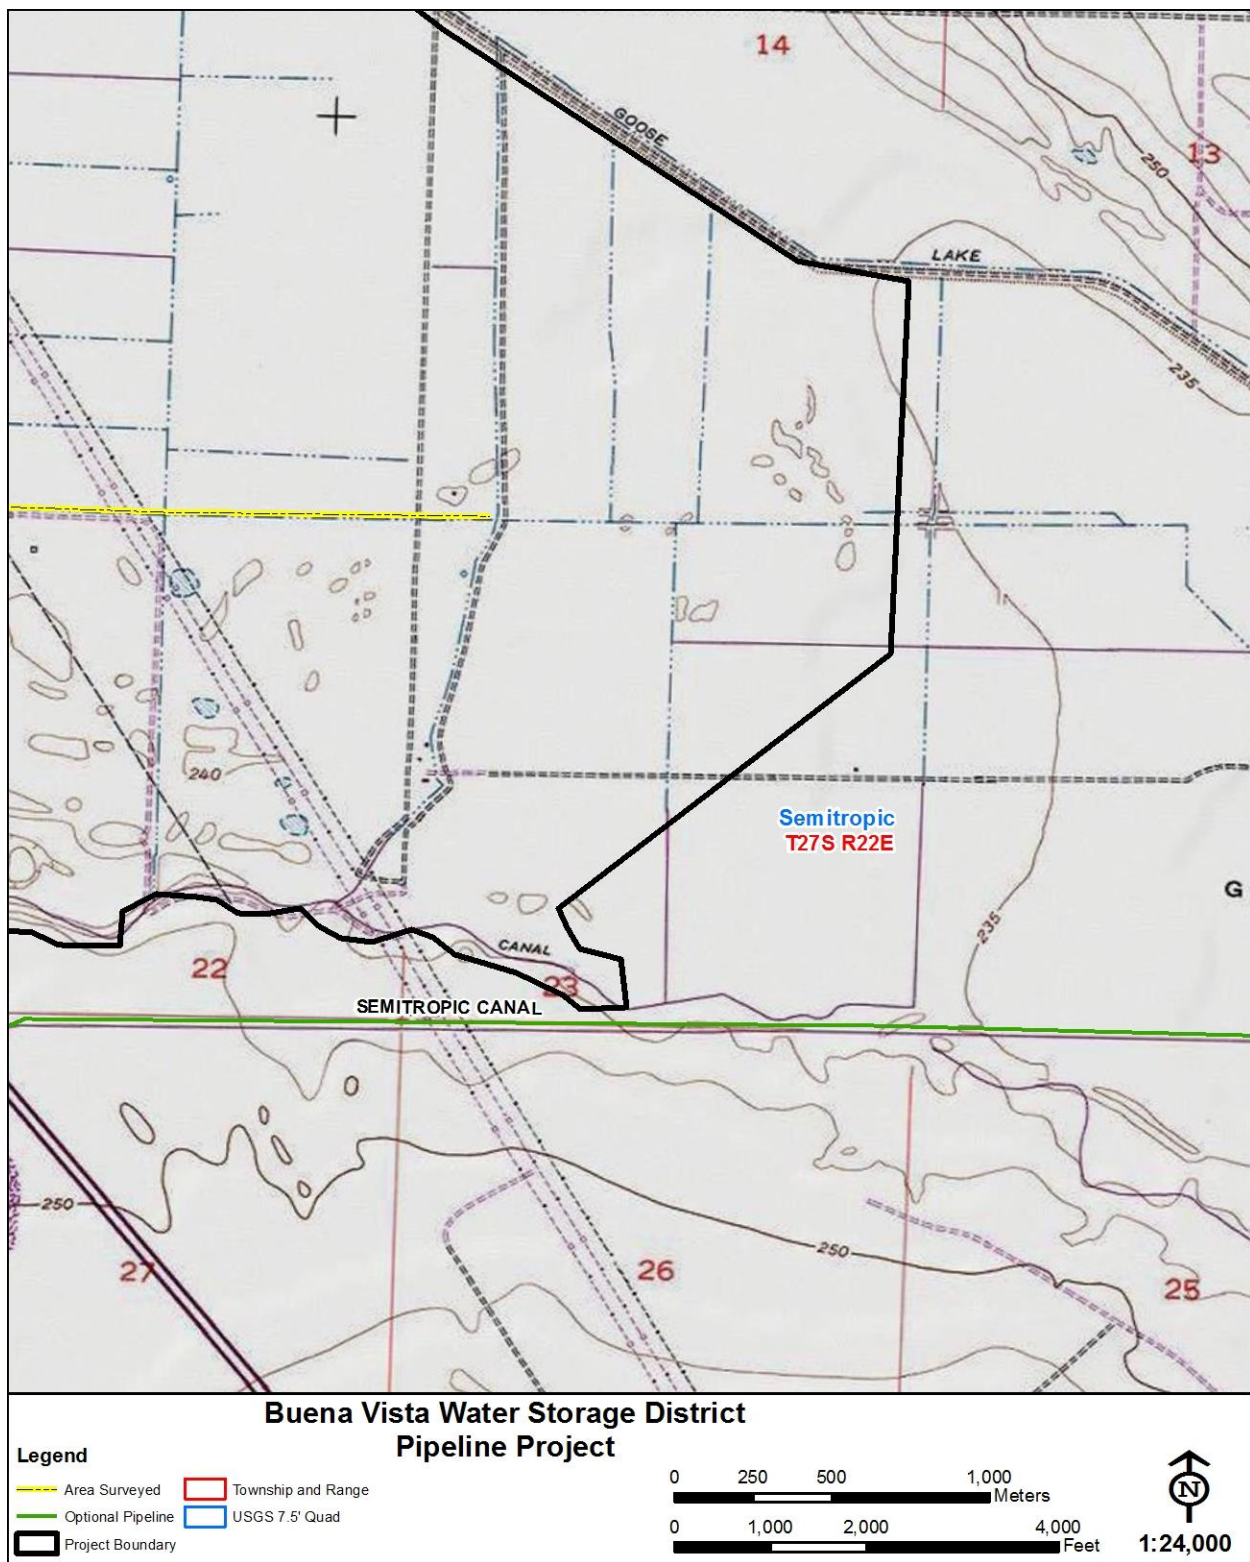 14
GOOSE
13
250
LAKE
235
240
Semitropic
T27S R22E
G
235
CANAL
22
23
SEMITROPIC CANAL
250
250
27
26
25
Buena Vista Water Storage District
Pipeline Project
Legend
Area Surveyed
Township and Range
Optional Pipeline
USGS 7.5' Quad
Project Boundary
0 250 500 1,000
Meters
0 1,000 2,000 4,000
Feet
N
1:24,000